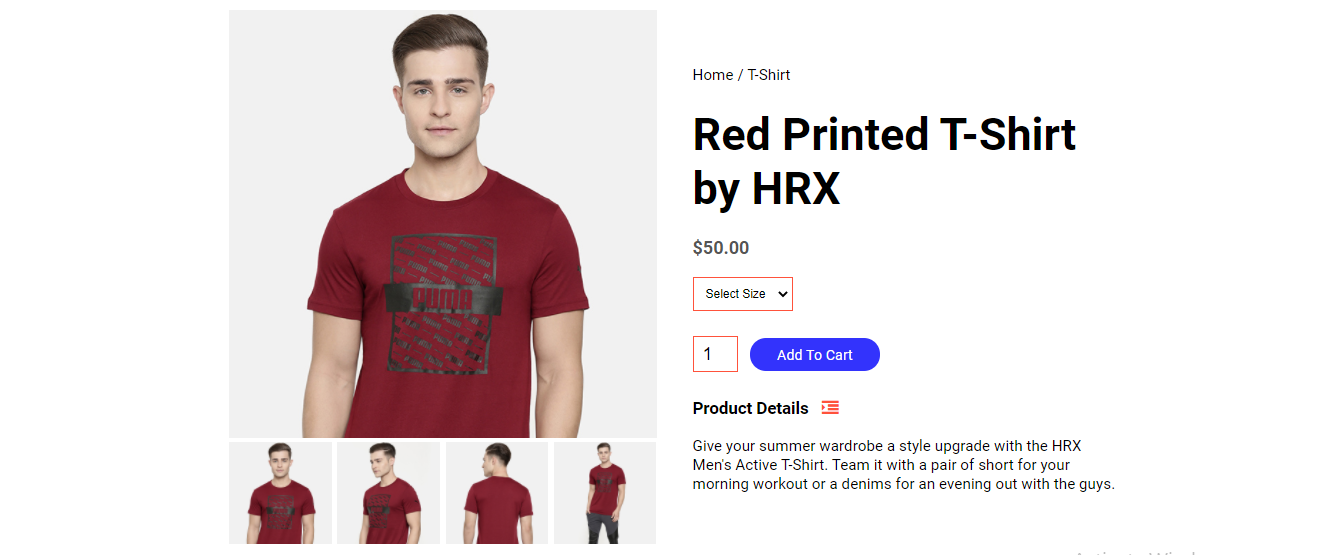 Home / T-Shirt
Red Printed T-Shirt
by HRX
$50.00
Select Size
1
Add To Cart
Product Details
Give your summer wardrobe a style upgrade with the HRX
Men's Active T-Shirt. Team it with a pair of short for your
morning workout or a denims for an evening out with the guys.
PUMA